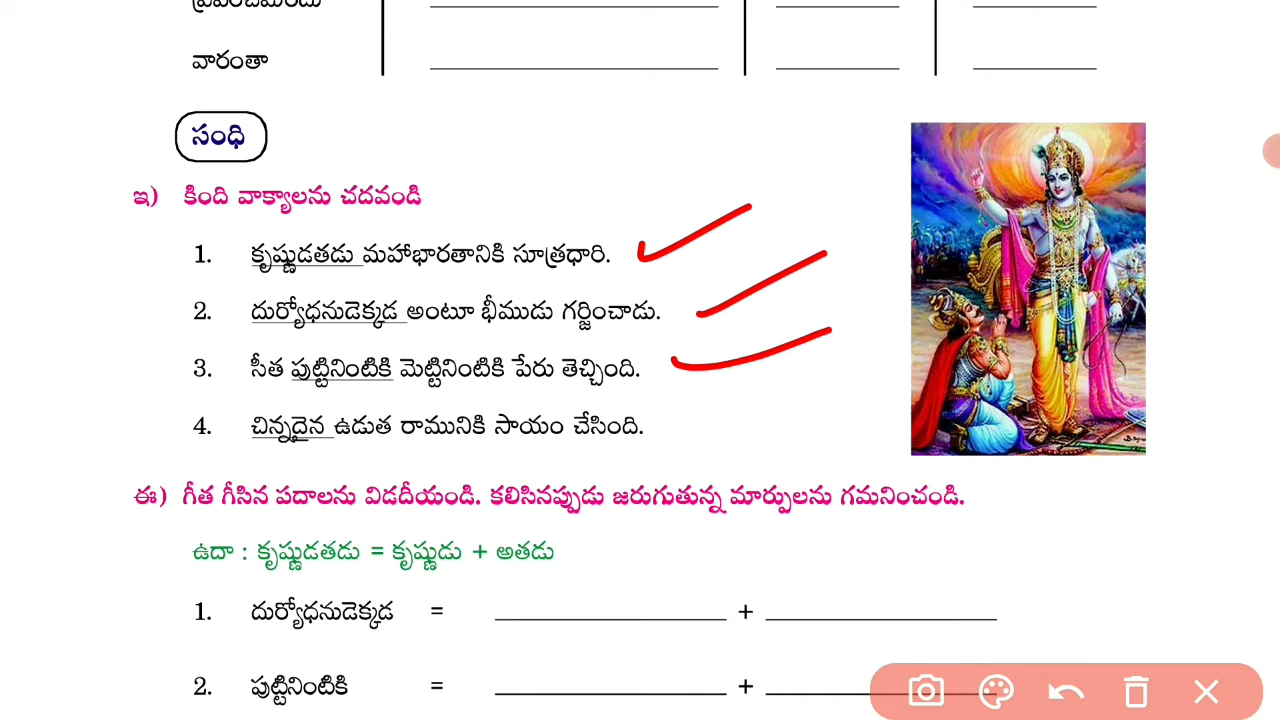 వారంతా
సంధి
ఇ) కింది వాక్యాలను చదవండి
1. కృష్ణుడతడు మహాభారతానికి సూత్రధారి.
2. దుర్యోధనుడెక్కడ అంటూ భీముడు గర్జించాడు.
3. సీత పుట్టినింటికి మెట్టినింటికి పేరు తెచ్చింది.
4. చిన్నదైన ఉడుత రామునికి సాయం చేసింది.
ఈ) గీత గీసిన పదాలను విడదీయండి. కలిసినప్పుడు జరుగుతున్న మార్పులను గమనించండి.
ఉదా : కృష్ణుడతడు = కృష్ణుడు + అతడు
1. దుర్యోధనుడెక్కడ = +
2. పుట్టినింటికి = +